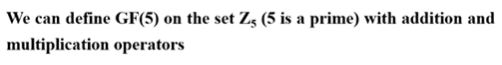 We can define GF(5) on the set Z₅ (5 is a prime) with addition and
multiplication operators